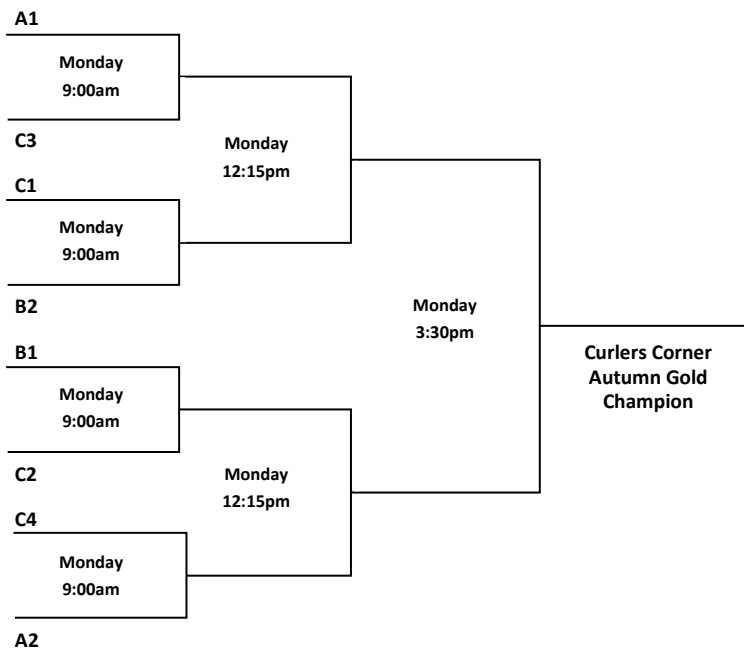 A1
Monday
9:00am
C3
Monday
12:15pm
C1
Monday
9:00am
B2
Monday
3:30pm
B1
Curlers Corner
Autumn Gold
Champion
Monday
9:00am
C2
Monday
12:15pm
C4
Monday
9:00am
A2